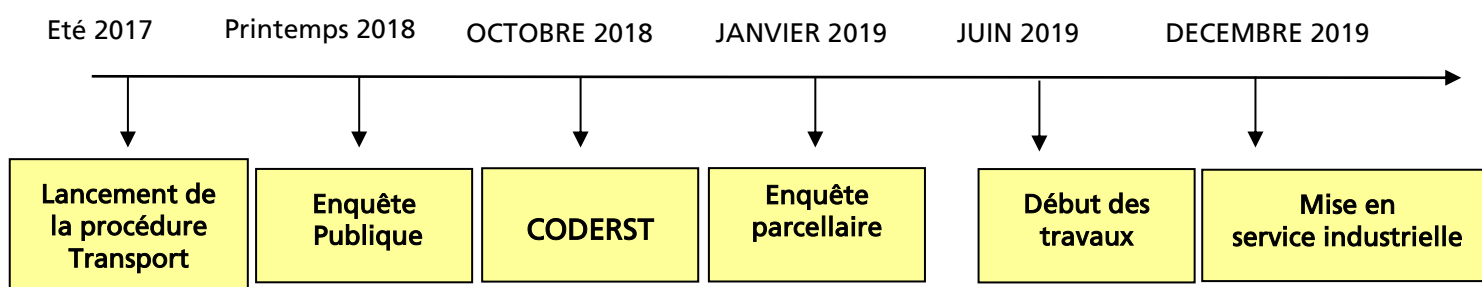 Eté 2017
Printemps 2018
OCTOBRE 2018
JANVIER 2019
JUIN 2019
DECEMBRE 2019
Lancement de
la procédure
Transport
Enquête
Publique
CODERST
Enquête
parcellaire
Début des
travaux
Mise en
service industrielle